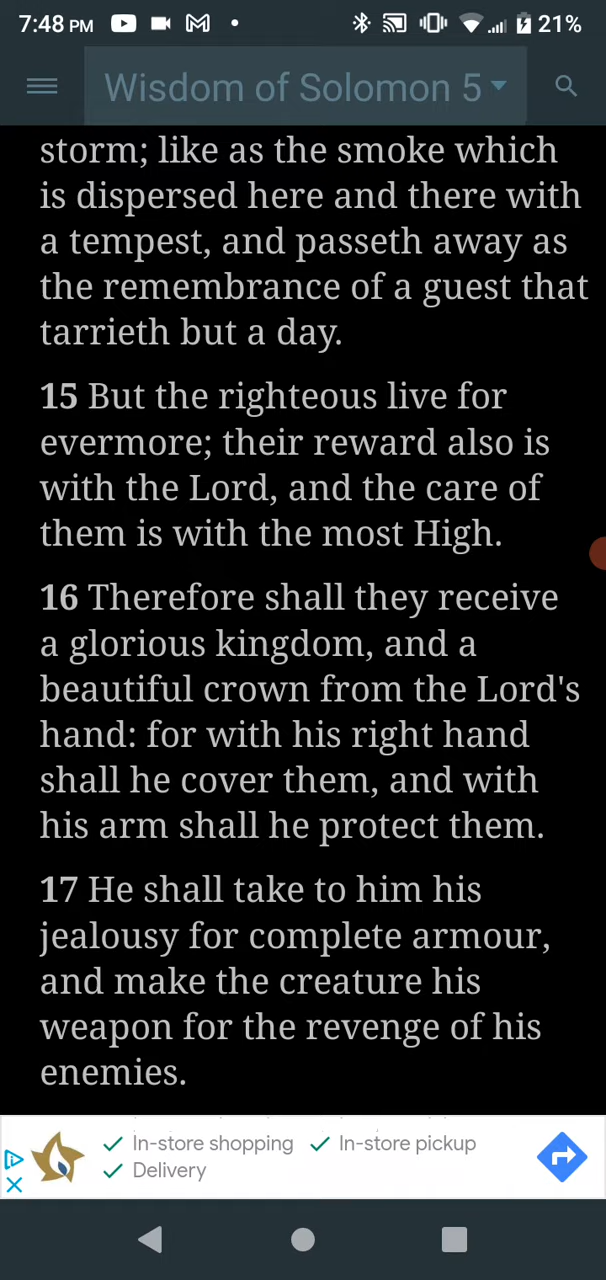 7:48 PM 21%
Wisdom of Solomon 5
storm; like as the smoke which
is dispersed here and there with
a tempest, and passeth away as
the remembrance of a guest that
tarrieth but a day.
15 But the righteous live for
evermore; their reward also is
with the Lord, and the care of
them is with the most High.
16 Therefore shall they receive
a glorious kingdom, and a
beautiful crown from the Lord's
hand: for with his right hand
shall he cover them, and with
his arm shall he protect them.
17 He shall take to him his
jealousy for complete armour,
and make the creature his
weapon for the revenge of his
enemies.
In-store shopping In-store pickup
Delivery